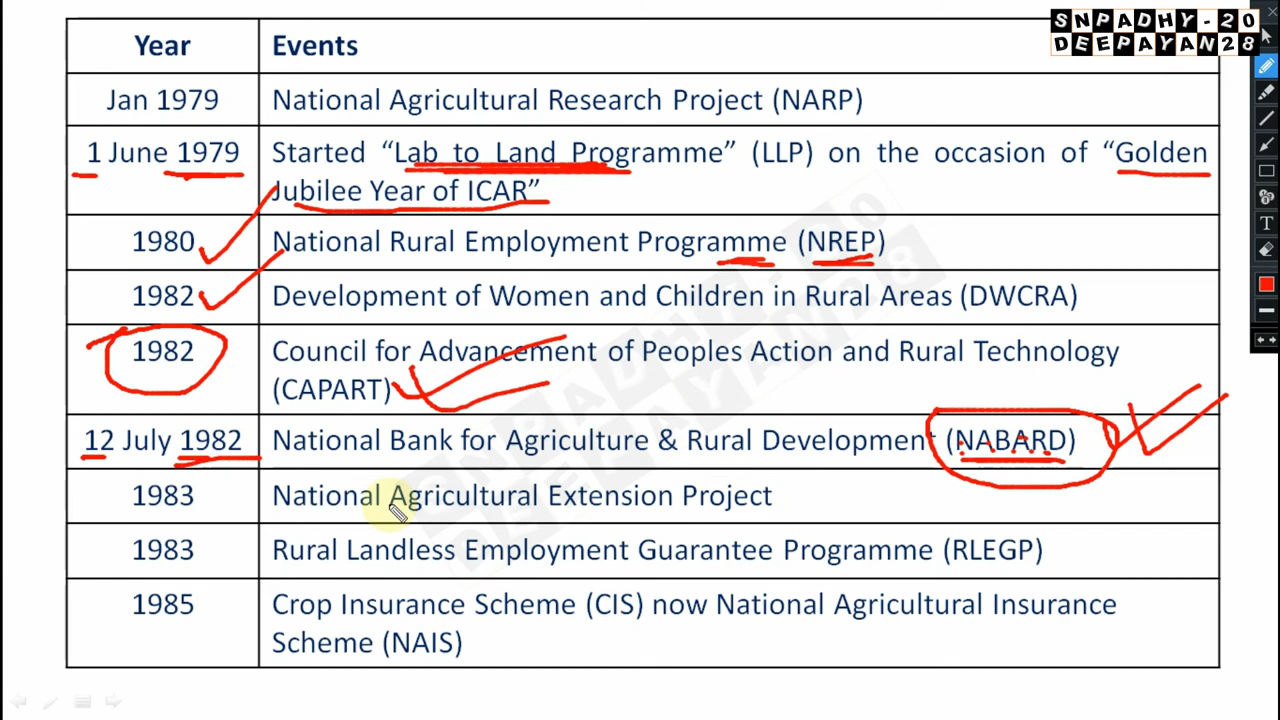 SNPADHY-20
DEEPAYAN28
Year Events
Jan 1979 National Agricultural Research Project (NARP)
1 June 1979 Started “Lab to Land Programme” (LLP) on the occasion of “Golden
Jubilee Year of ICAR”
1980 National Rural Employment Programme (NREP)
1982 Development of Women and Children in Rural Areas (DWCRA)
1982 Council for Advancement of Peoples Action and Rural Technology
(CAPART)
12 July 1982 National Bank for Agriculture & Rural Development (NABARD)
1983 National Agricultural Extension Project
1983 Rural Landless Employment Guarantee Programme (RLEGP)
1985 Crop Insurance Scheme (CIS) now National Agricultural Insurance
Scheme (NAIS)
SNPADHY-20
DEEPAYAN28